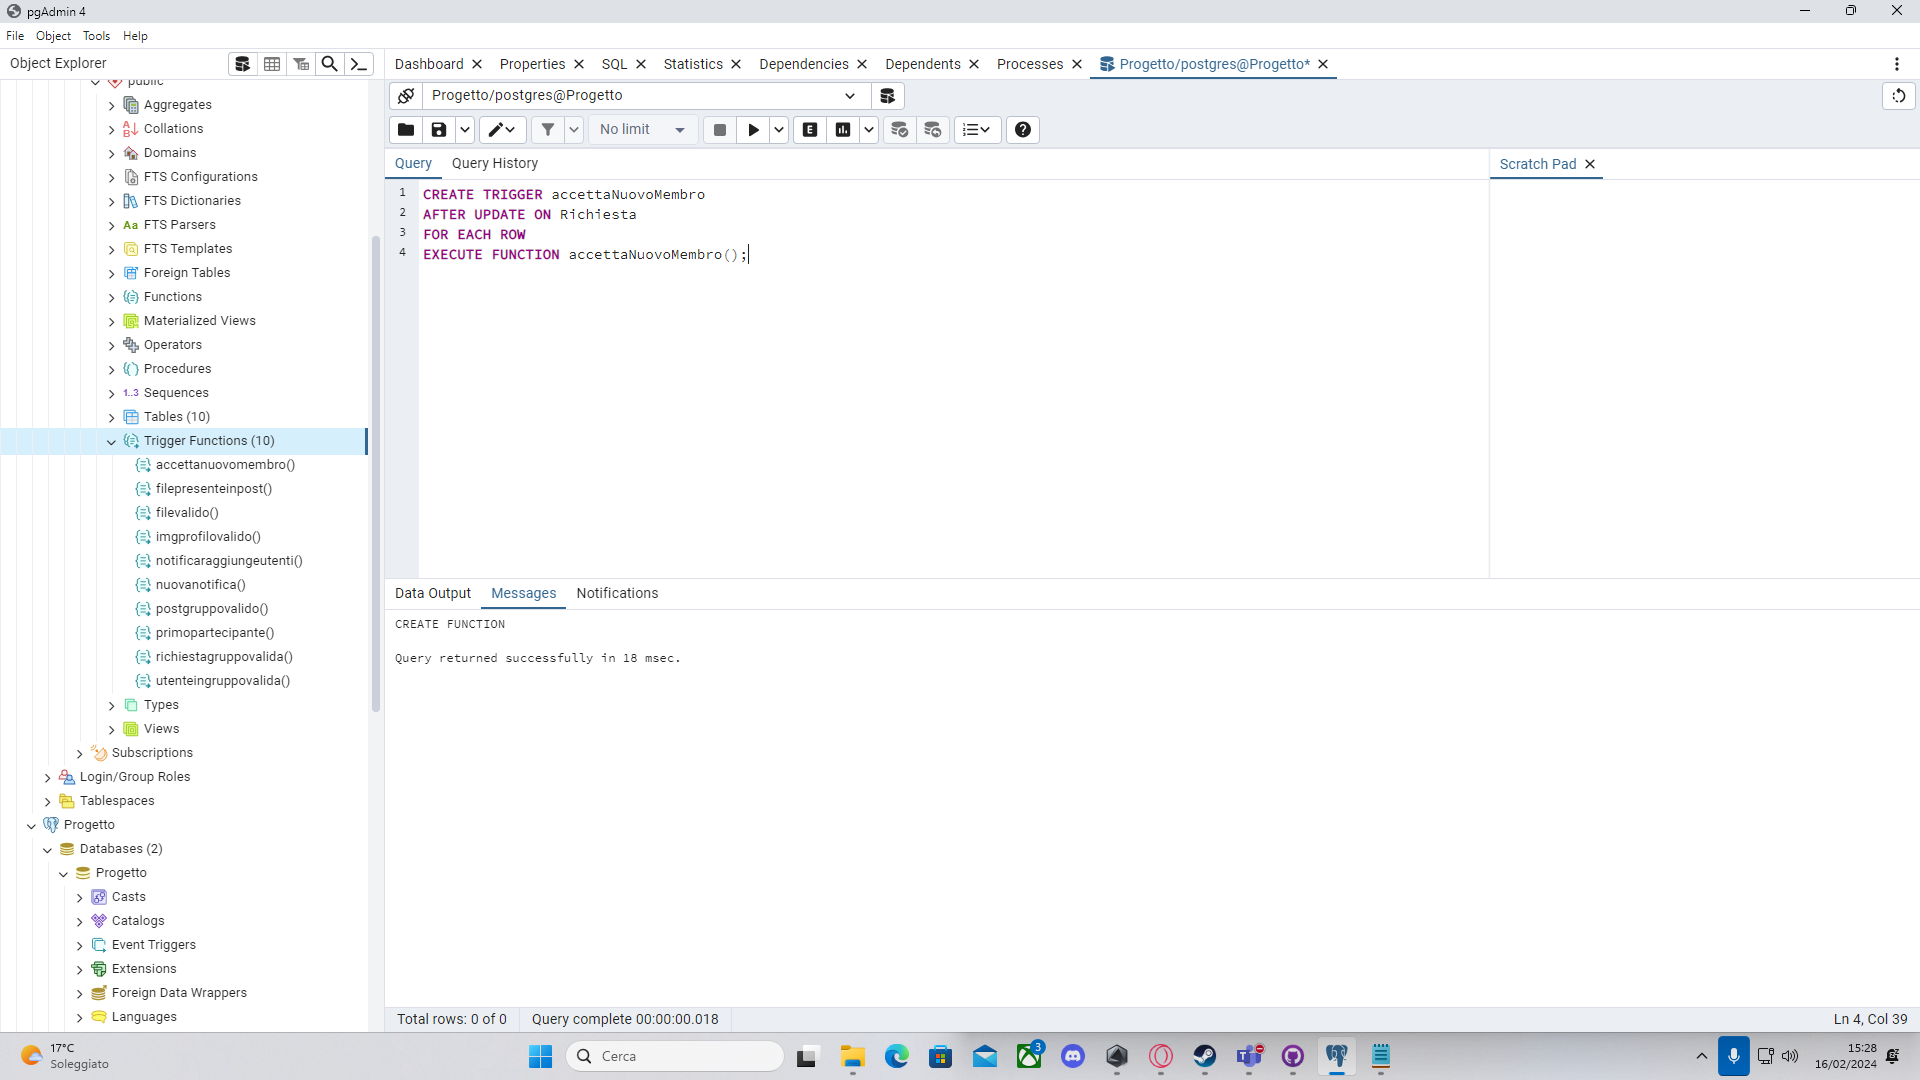 pgAdmin 4
File Object Tools Help
Object Explorer
public
Aggregates
Collations
Domains
FTS Configurations
FTS Dictionaries
Aa FTS Parsers
FTS Templates
Foreign Tables
Functions
Materialized Views
Operators
Procedures
1..3 Sequences
Tables (10)
Trigger Functions (10)
accettanuovomembro()
filepresenteinpost()
filevalido()
imgprofilovalido()
notificaraggiungeutenti()
nuovanotifica()
postgruppovalido()
primopartecipante()
richiestagruppovalida()
utenteingruppovalida()
Types
Views
Subscriptions
Login/Group Roles
Tablespaces
Progetto
Databases (2)
Progetto
Casts
Catalogs
Event Triggers
Extensions
Foreign Data Wrappers
Languages
Dashboard Properties SQL Statistics Dependencies Dependents Processes Progetto/postgres@Progetto*
Progetto/postgres@Progetto
No limit E
Query Query History
Scratch Pad
1 CREATE TRIGGER accettaNuovoMembro
2 AFTER UPDATE ON Richiesta
3 FOR EACH ROW
4 EXECUTE FUNCTION accettaNuovoMembro();
Data Output Messages Notifications
CREATE FUNCTION
Query returned successfully in 18 msec.
Total rows: 0 of 0 Query complete 00:00:00.018 Ln 4, Col 39
17°C
Soleggiato
Cerca
3
15:28
16/02/2024